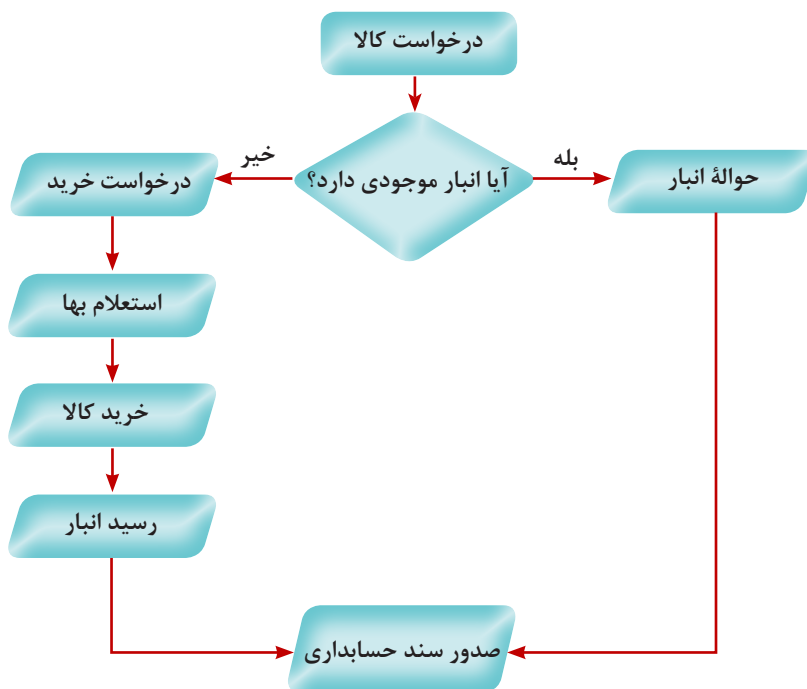 درخواست کالا
بله
خیر
حوالۀ انبار
آیا انبار موجودی دارد؟
درخواست خرید
استعلام بها
خرید کالا
رسید انبار
صدور سند حسابداری